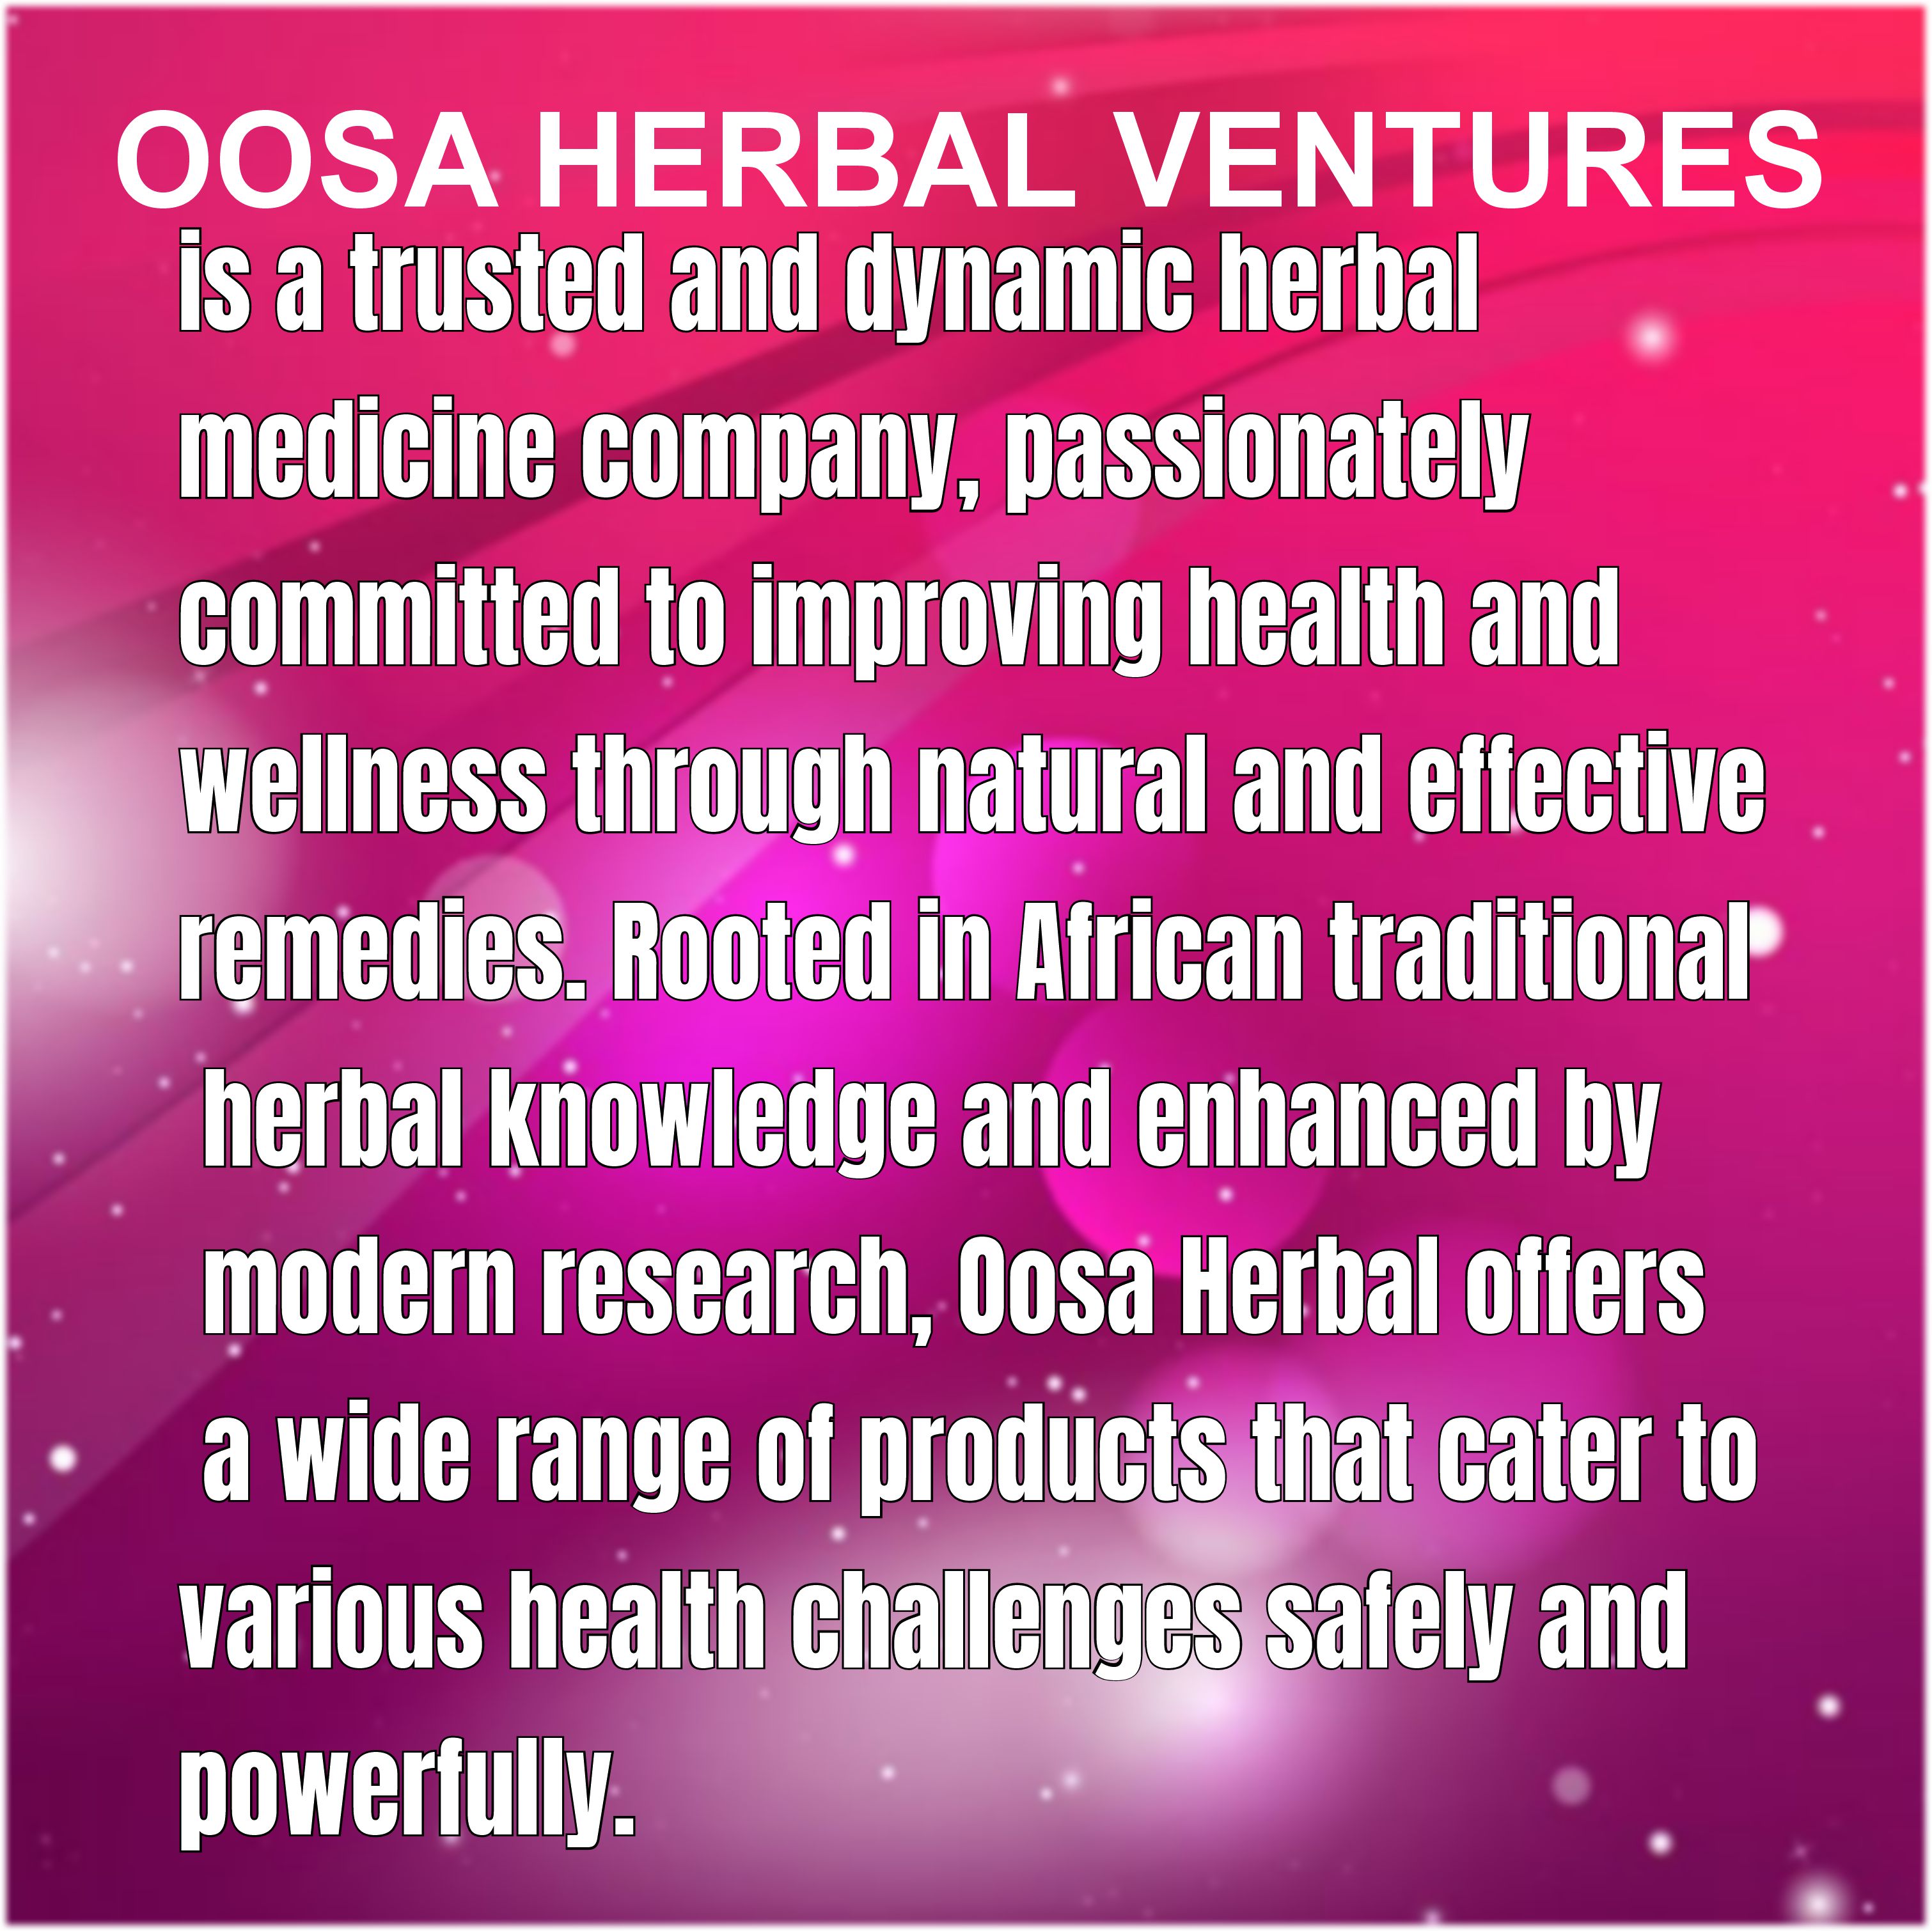 OOSA HERBAL VENTURES
is a trusted and dynamic herbal
medicine company, passionately
committed to improving health and
wellness through natural and effective
remedies. Rooted in African traditional
herbal knowledge and enhanced by
modern research, Oosa Herbal offers
a wide range of products that cater to
various health challenges safely and
powerfully.